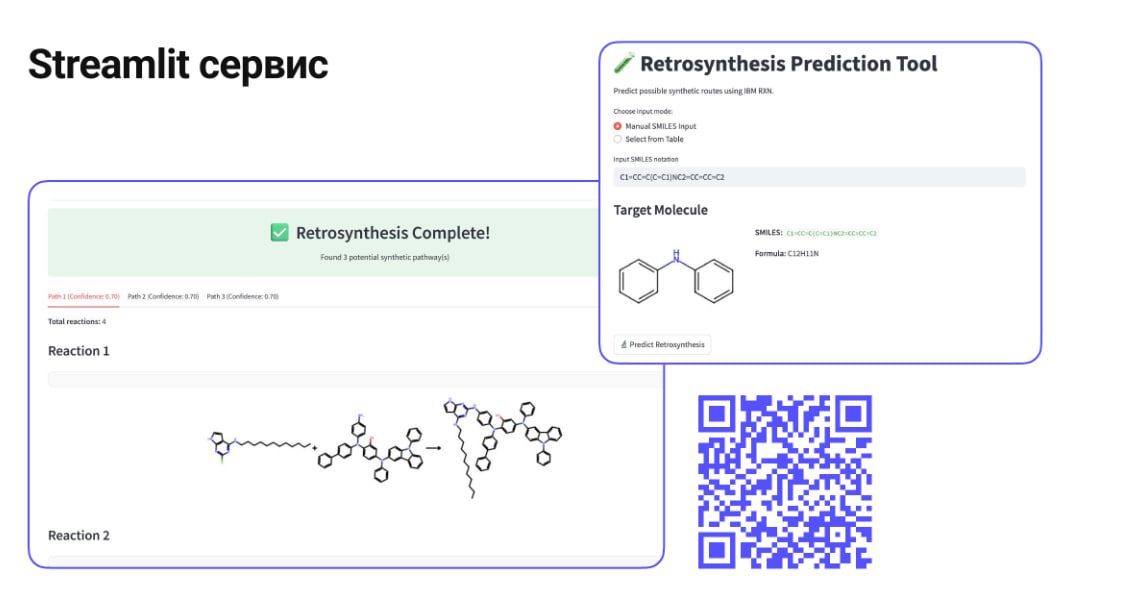 Streamlit сервис
Retrosynthesis Complete!
Found 3 potential synthetic pathway(s)
Path 1 (Confidence: 0.70) Path 2 (Confidence: 0.70) Path 3 (Confidence: 0.70)
Total reactions: 4
Reaction 1
Reaction 2
Retrosynthesis Prediction Tool
Predict possible synthetic routes using IBM RXN.
Choose input mode:
Manual SMILES Input
Select from Table
Input SMILES notation
C1=CC=C(C=C1)NC2=CC=CC=C2
Target Molecule
H
N
SMILES: C1=CC=C(C=C1)NC2=CC=CC=C2
Formula: C12H11N
Predict Retrosynthesis